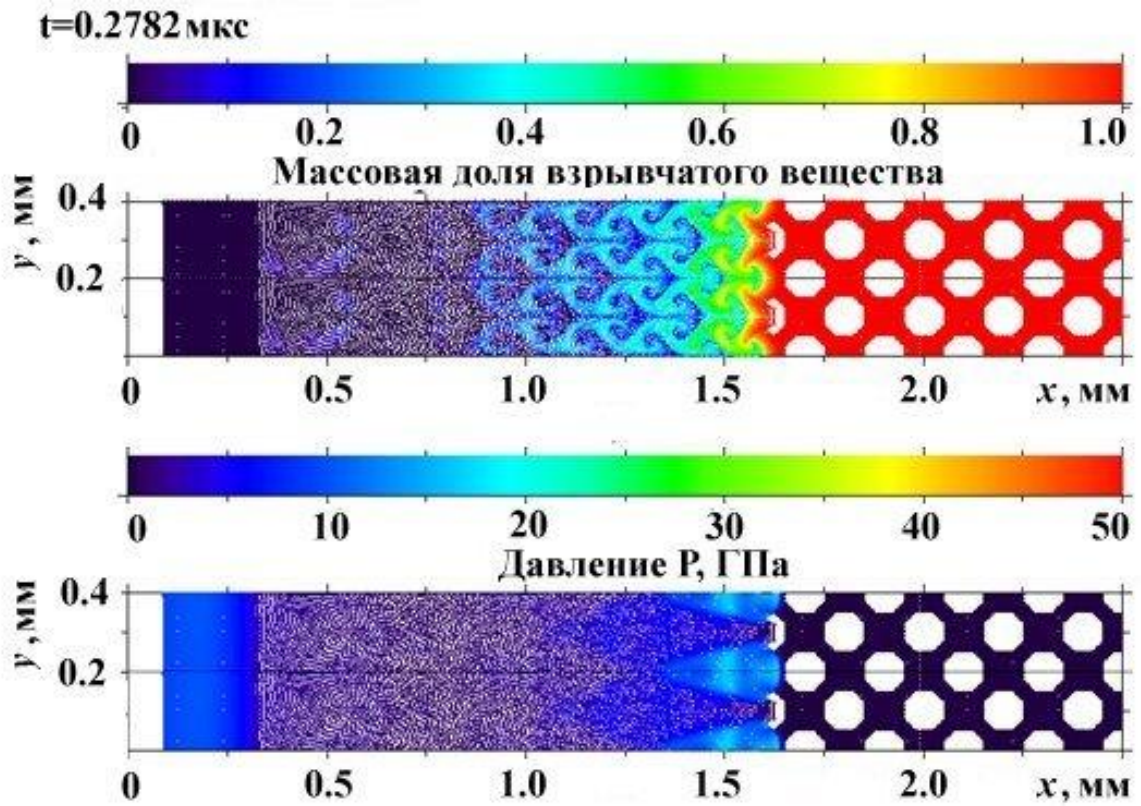 t=0.2782мкс
0 0.2 0.4 0.6 0.8 1.0
Массовая доля взрывчатого вещества
0.4
y, мм
0.2
0 0.5 1.0 1.5 2.0 x, мм
0 10 20 30 40 50
Давление P, ГПа
0.4
y,мм
0.2
0 0.5 1.0 1.5 2.0 x, мм